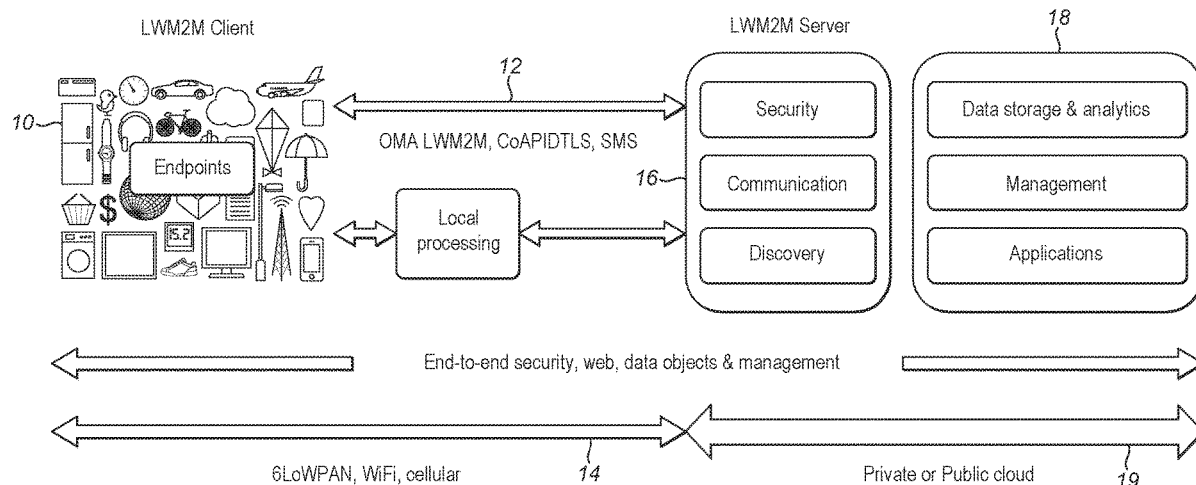 LWM2M Client
LWM2M Server
18
12
10
Security
Data storage & analytics
OMA LWM2M, CoAPIDTLS, SMS
Endpoints
16
Communication
Management
$
Local
processing
15.2
Discovery
Applications
End-to-end security, web, data objects & management
6LoWPAN, WiFi, cellular
14
Private or Public cloud
19